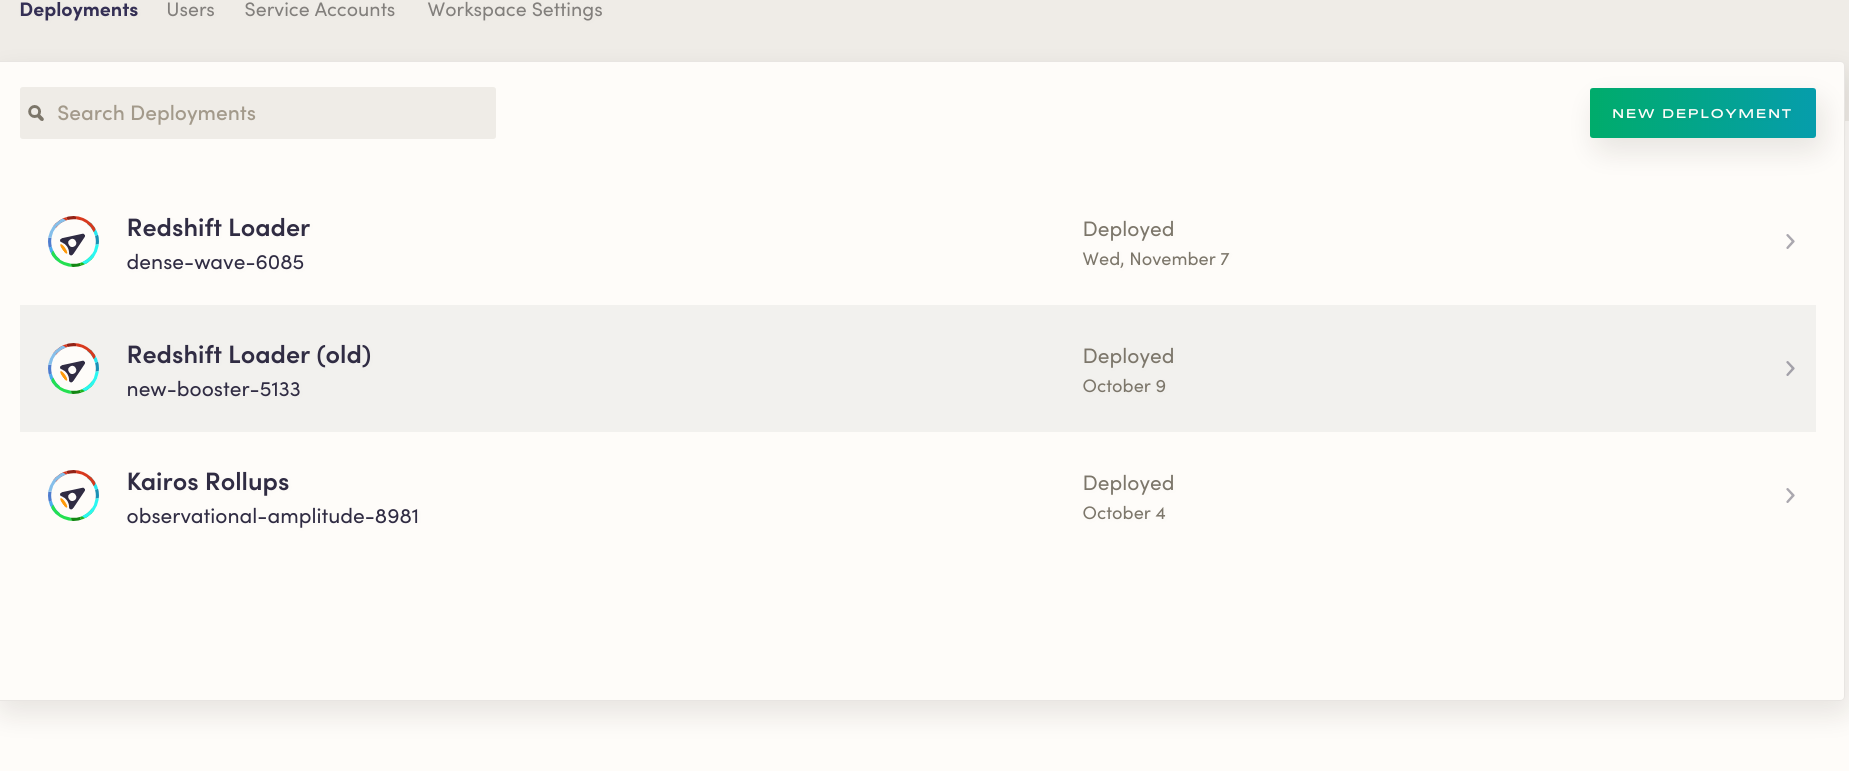 Deployments Users Service Accounts Workspace Settings
Search Deployments
NEW DEPLOYMENT
Redshift Loader
dense-wave-6085
Deployed
Wed, November 7
Redshift Loader (old)
new-booster-5133
Deployed
October 9
Kairos Rollups
observational-amplitude-8981
Deployed
October 4